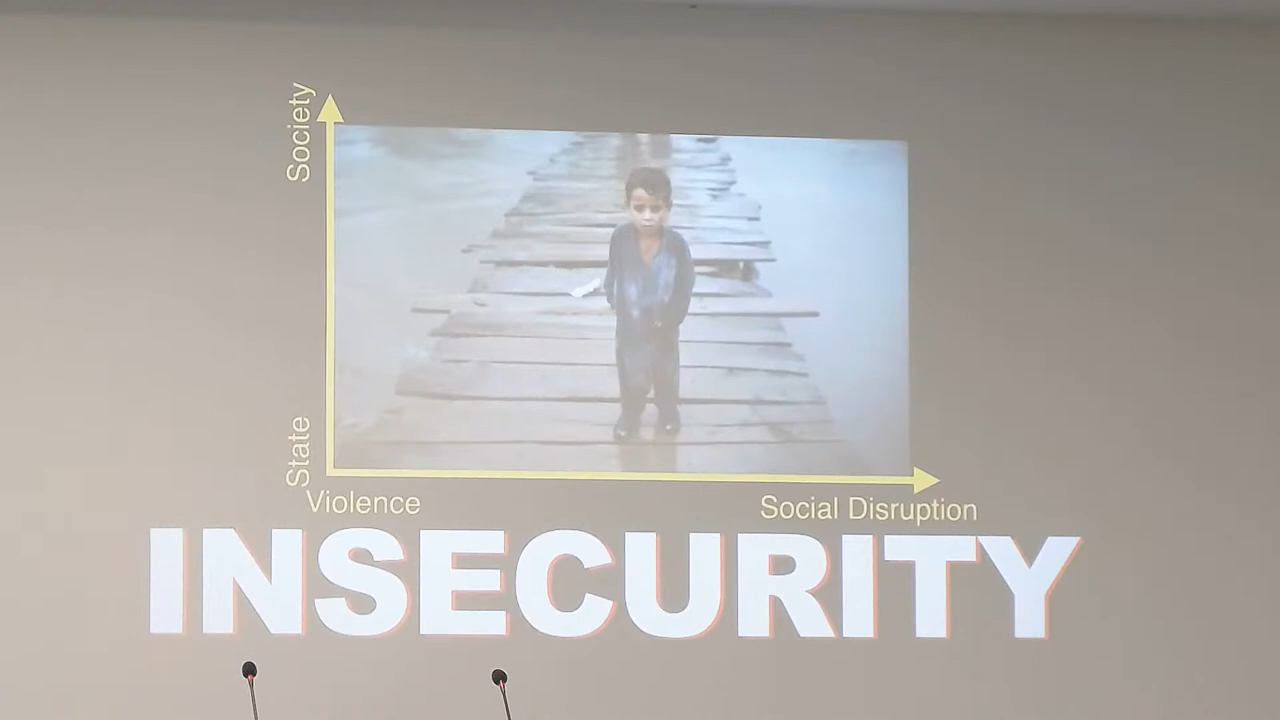 Society
State
Violence
Social Disruption
INSECURITY